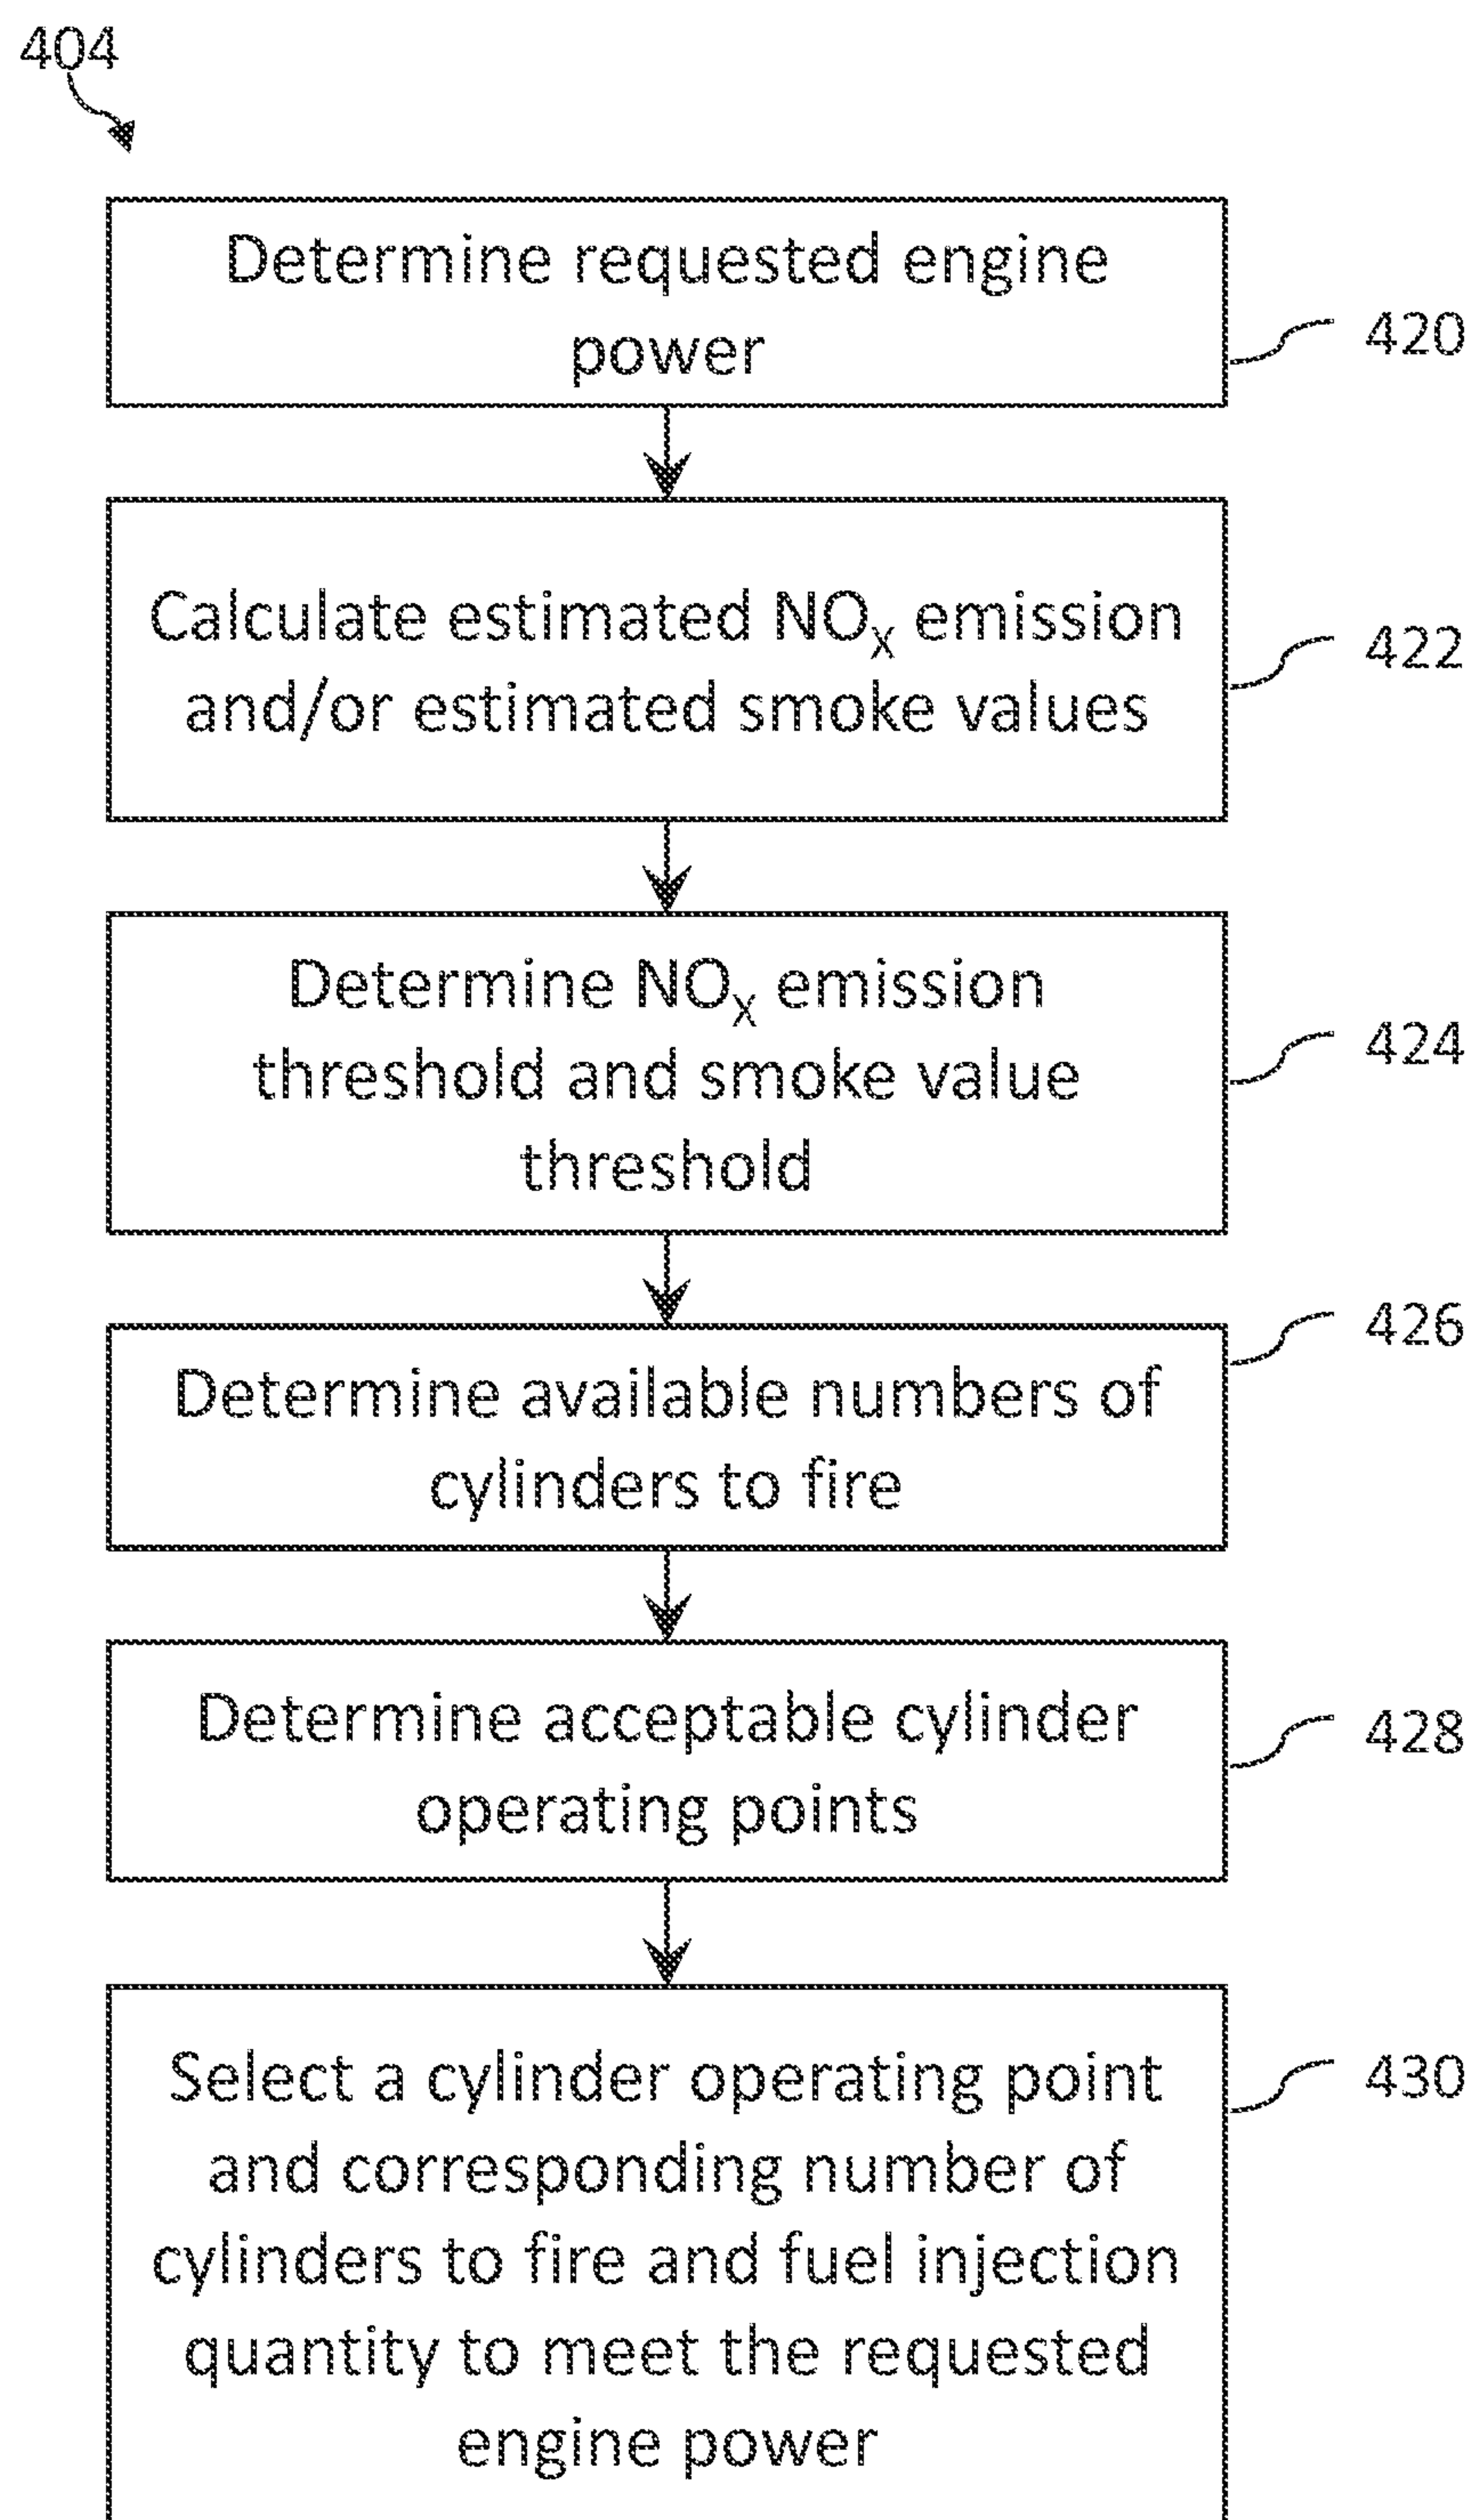 404
Determine requested engine
power
420
Calculate estimated NOX emission
and/or estimated smoke values
422
Determine NOX emission
threshold and smoke value
threshold
424
Determine available numbers of
cylinders to fire
426
Determine acceptable cylinder
operating points
428
Select a cylinder operating point
and corresponding number of
cylinders to fire and fuel injection
quantity to meet the requested
engine power
430